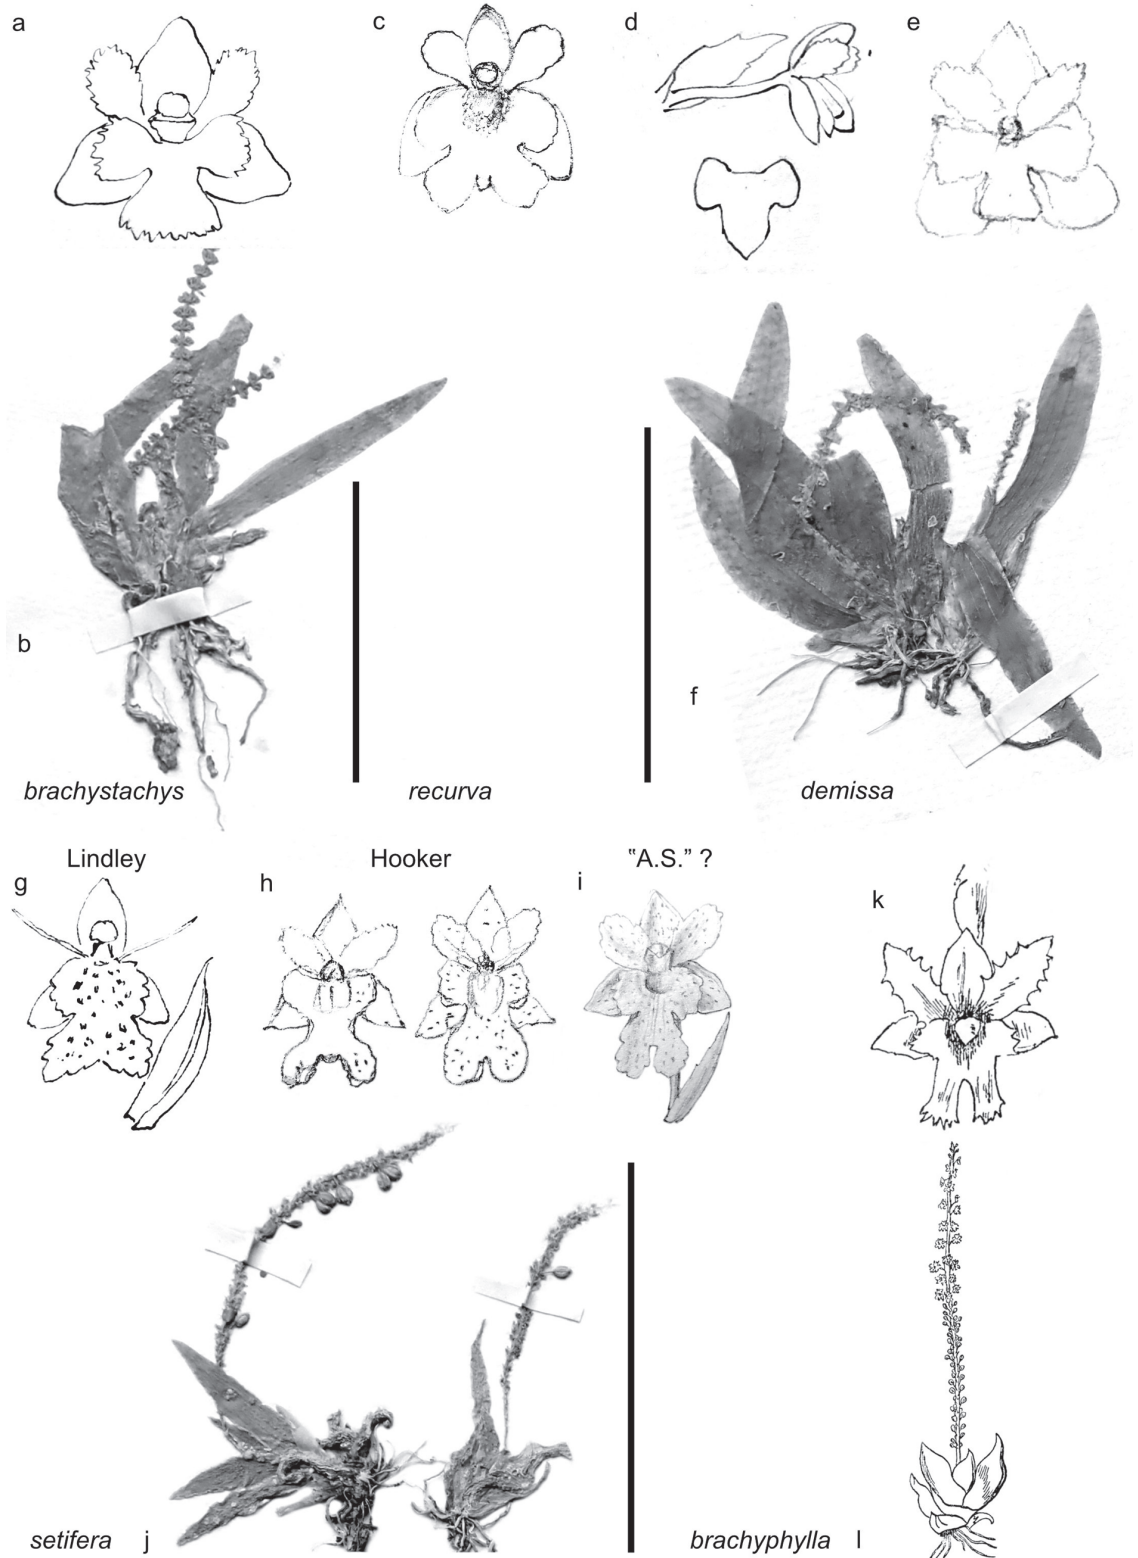 a
c
d
e
b
f
brachystachys
recurva
demissa
Lindley
Hooker
"A.S." ?
g
h
i
k
setifera
j
brachyphylla
l